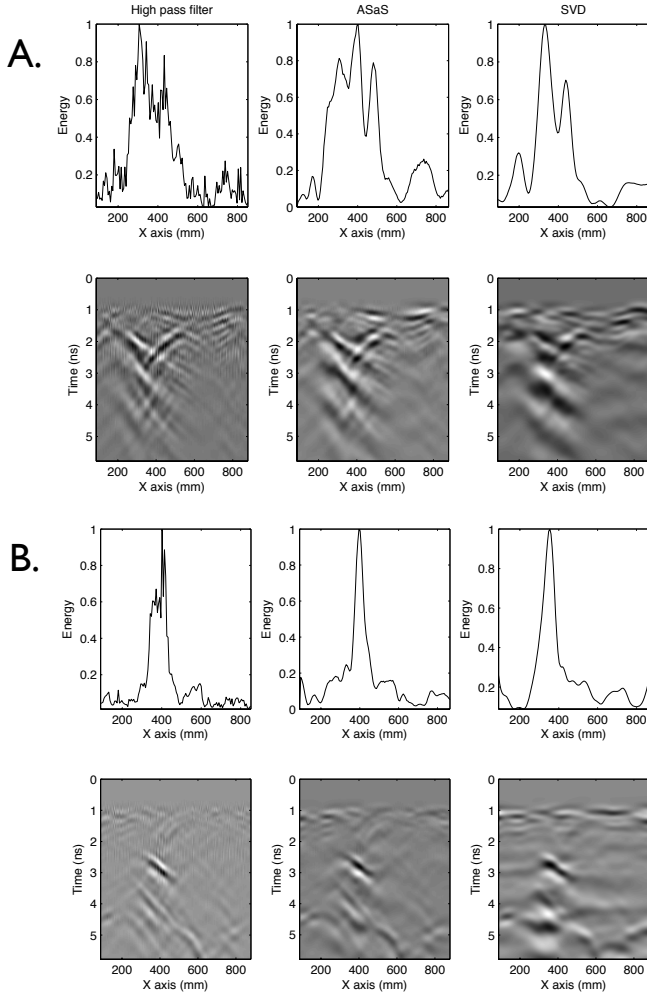 High pass filter ASaS SVD
A.
1 1 1
0.8 0.8 0.8
0.6 0.6 0.6
Energy Energy Energy
0.4 0.4 0.4
0.2 0.2 0.2
0
200 400 600 800 200 400 600 800 200 400 600 800
X axis (mm) X axis (mm) X axis (mm)
0 0 0
1 1 1
2 2 2
Time (ns) Time (ns) Time (ns)
3 3 3
4 4 4
5 5 5
200 400 600 800 200 400 600 800 200 400 600 800
X axis (mm) X axis (mm) X axis (mm)
B.
1 1 1
0.8 0.8 0.8
0.6 0.6 0.6
Energy Energy Energy
0.4 0.4 0.4
0.2 0.2 0.2
0
200 400 600 800 200 400 600 800 200 400 600 800
X axis (mm) X axis (mm) X axis (mm)
0 0 0
1 1 1
2 2 2
Time (ns) Time (ns) Time (ns)
3 3 3
4 4 4
5 5 5
200 400 600 800 200 400 600 800 200 400 600 800
X axis (mm) X axis (mm) X axis (mm)